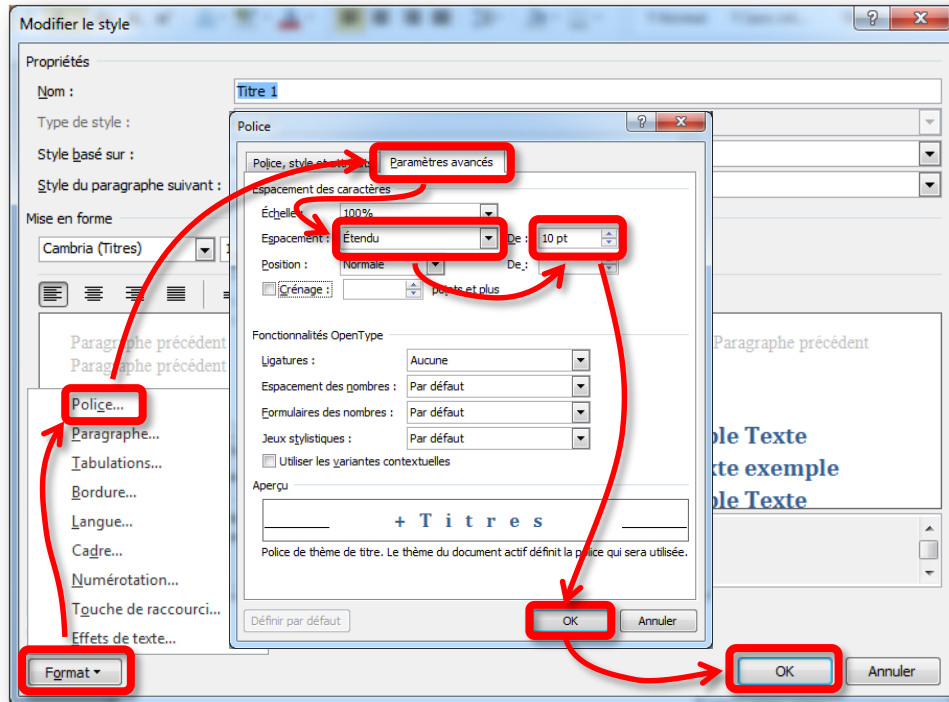 Modifier le style
Propriétés
Nom :
Titre 1
Type de style :
Style basé sur :
Style du paragraphe suivant :
Mise en forme
Cambria (Titres)
Paragraphe précédent
Paragraphe précédent
Paragraphe précédent
ple Texte
xte exemple
ple Texte
Police...
Paragraphe...
Tabulations...
Bordure...
Langue...
Cadre...
Numérotation...
Touche de raccourci...
Effets de texte...
Format
OK
Annuler
Police
Police, style et attributs
Paramètres avancés
Espacement des caractères
Échelle : 100%
Espacement : Étendu De : 10 pt
Position : Normale De :
Crénage : points et plus
Fonctionnalités OpenType
Ligatures : Aucune
Espacement des nombres : Par défaut
Formulaires des nombres : Par défaut
Jeux stylistiques : Par défaut
Utiliser les variantes contextuelles
Aperçu
+ Titres
Police de thème de titre. Le thème du document actif définit la police qui sera utilisée.
Définir par défaut
OK
Annuler